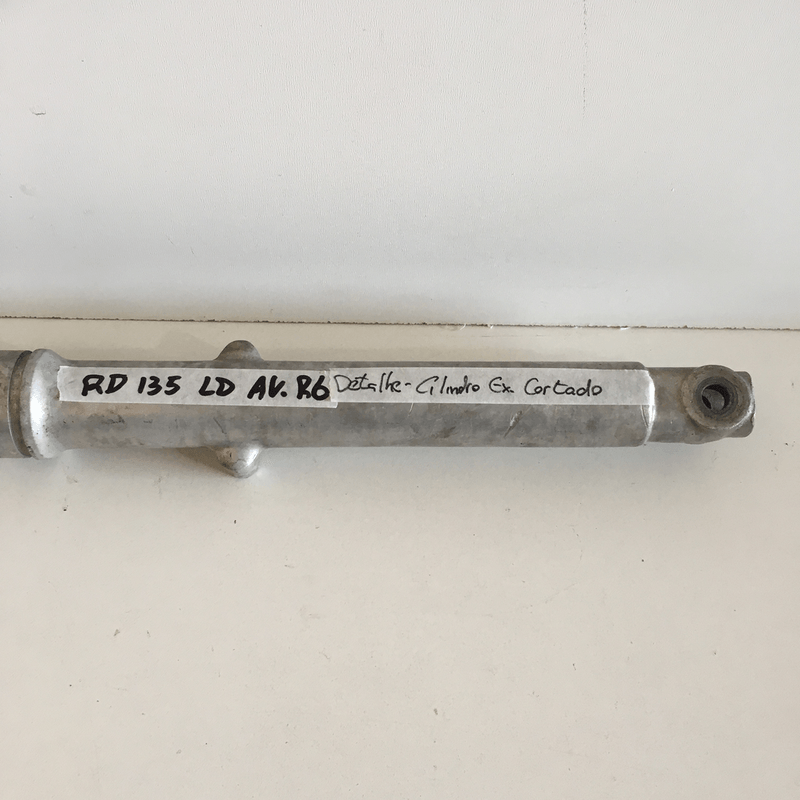 RD 135 LD AV. R6 Detalhe - Cilindro Ex. Cortado